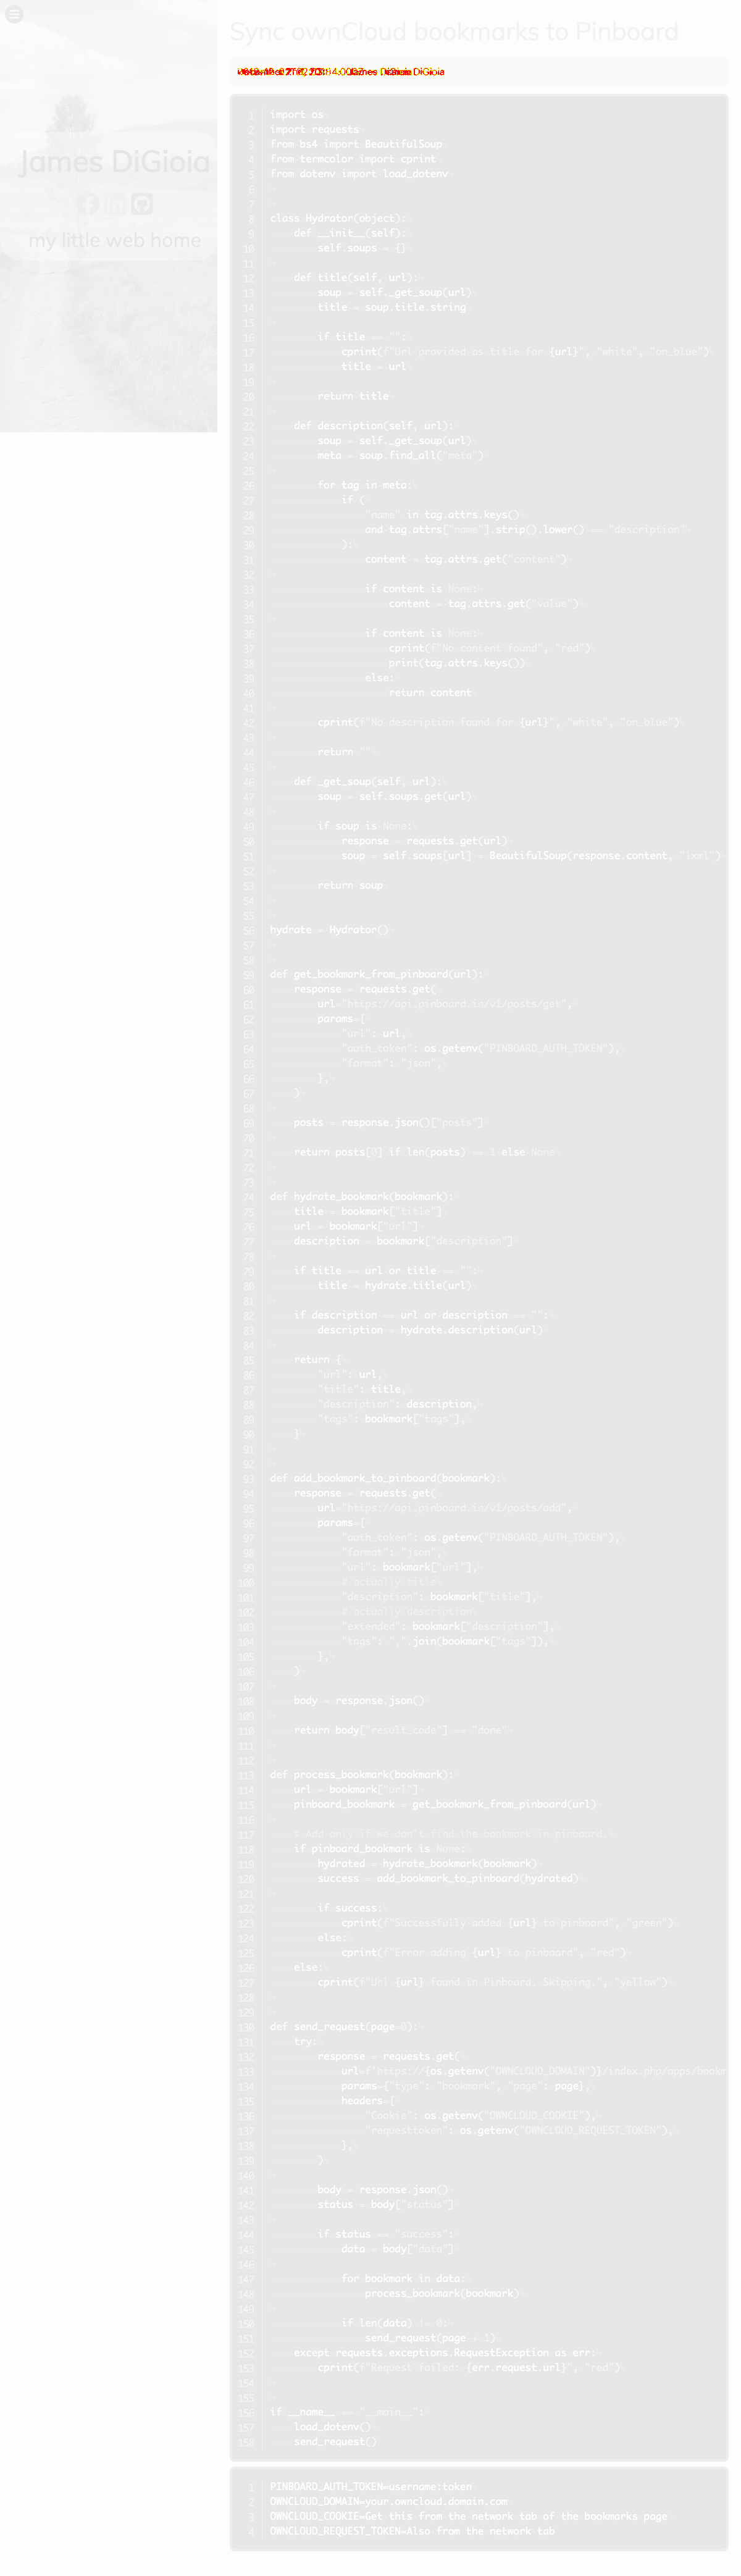 Sync ownCloud bookmarks to Pinboard
James DiGioia
my little web home
1 import os
2 import requests
3 from bs4 import BeautifulSoup
4 from termcolor import cprint
5 from dotenv import load_dotenv
6
7
8 class Hydrator(object):
9     def __init__(self):
10         self.soups = {}
11
12     def title(self, url):
13         soup = self._get_soup(url)
14         title = soup.title.string
15
16         if title == "":
17             cprint(f"Url provided as title for {url}", "white", "on_blue")
18             title = url
19
20         return title
21
22     def description(self, url):
23         soup = self._get_soup(url)
24         meta = soup.find_all("meta")
25
26         for tag in meta:
27             if (
28                 "name" in tag.attrs.keys()
29                 and tag.attrs["name"].strip().lower() == "description"
30             ):
31                 content = tag.attrs.get("content")
32
33                 if content is None:
34                     content = tag.attrs.get("value")
35
36                 if content is None:
37                     cprint(f"No content found", "red")
38                     print(tag.attrs.keys())
39                 else:
40                     return content
41
42         cprint(f"No description found for {url}", "white", "on_blue")
43
44         return ""
45
46     def _get_soup(self, url):
47         soup = self.soups.get(url)
48
49         if soup is None:
50             response = requests.get(url)
51             soup = self.soups[url] = BeautifulSoup(response.content, "lxml")
52
53         return soup
54
55
56 hydrate = Hydrator()
57
58
59 def get_bookmark_from_pinboard(url):
60     response = requests.get(
61         url="https://api.pinboard.in/v1/posts/get",
62         params={
63             "url": url,
64             "auth_token": os.getenv("PINBOARD_AUTH_TOKEN"),
65             "format": "json",
66         },
67     )
68
69     posts = response.json()["posts"]
70
71     return posts[0] if len(posts) == 1 else None
72
73
74 def hydrate_bookmark(bookmark):
75     title = bookmark["title"]
76     url = bookmark["url"]
77     description = bookmark["description"]
78
79     if title == url or title == "":
80         title = hydrate.title(url)
81
82     if description == url or description == "":
83         description = hydrate.description(url)
84
85     return {
86         "url": url,
87         "title": title,
88         "description": description,
89         "tags": bookmark["tags"],
90     }
91
92
93 def add_bookmark_to_pinboard(bookmark):
94     response = requests.get(
95         url="https://api.pinboard.in/v1/posts/add",
96         params={
97             "auth_token": os.getenv("PINBOARD_AUTH_TOKEN"),
98             "format": "json",
99             "url": bookmark["url"],
100             # actually title
101             "description": bookmark["title"],
102             # actually description
103             "extended": bookmark["description"],
104             "tags": ",".join(bookmark["tags"]),
105         },
106     )
107
108     body = response.json()
109
110     return body["result_code"] == "done"
111
112
113 def process_bookmark(bookmark):
114     url = bookmark["url"]
115     pinboard_bookmark = get_bookmark_from_pinboard(url)
116
117     # Add only if we don't find the bookmark in pinboard.
118     if pinboard_bookmark is None:
119         hydrated = hydrate_bookmark(bookmark)
120         success = add_bookmark_to_pinboard(hydrated)
121
122         if success:
123             cprint(f"Successfully added {url} to pinboard", "green")
124         else:
125             cprint(f"Error adding {url} to pinboard", "red")
126     else:
127         cprint(f"Url {url} found in Pinboard. Skipping.", "yellow")
128
129
130 def send_request(page=0):
131     try:
132         response = requests.get(
133             url=f'https://{os.getenv("OWNCLOUD_DOMAIN")}/index.php/apps/bookm
134             params={"type": "bookmark", "page": page},
135             headers={
136                 "Cookie": os.getenv("OWNCLOUD_COOKIE"),
137                 "requesttoken": os.getenv("OWNCLOUD_REQUEST_TOKEN"),
138             },
139         )
140
141         body = response.json()
142         status = body["status"]
143
144         if status == "success":
145             data = body["data"]
146
147             for bookmark in data:
148                 process_bookmark(bookmark)
149
150             if len(data) != 0:
151                 send_request(page + 1)
152     except requests.exceptions.RequestException as err:
153         cprint(f"Request failed: {err.request.url}", "red")
154
155
156 if __name__ == "__main__":
157     load_dotenv()
158     send_request()
1 PINBOARD_AUTH_TOKEN=username:token
2 OWNCLOUD_DOMAIN=your.owncloud.domain.com
3 OWNCLOUD_COOKIE=Get this from the network tab of the bookmarks page
4 OWNCLOUD_REQUEST_TOKEN=Also from the network tab